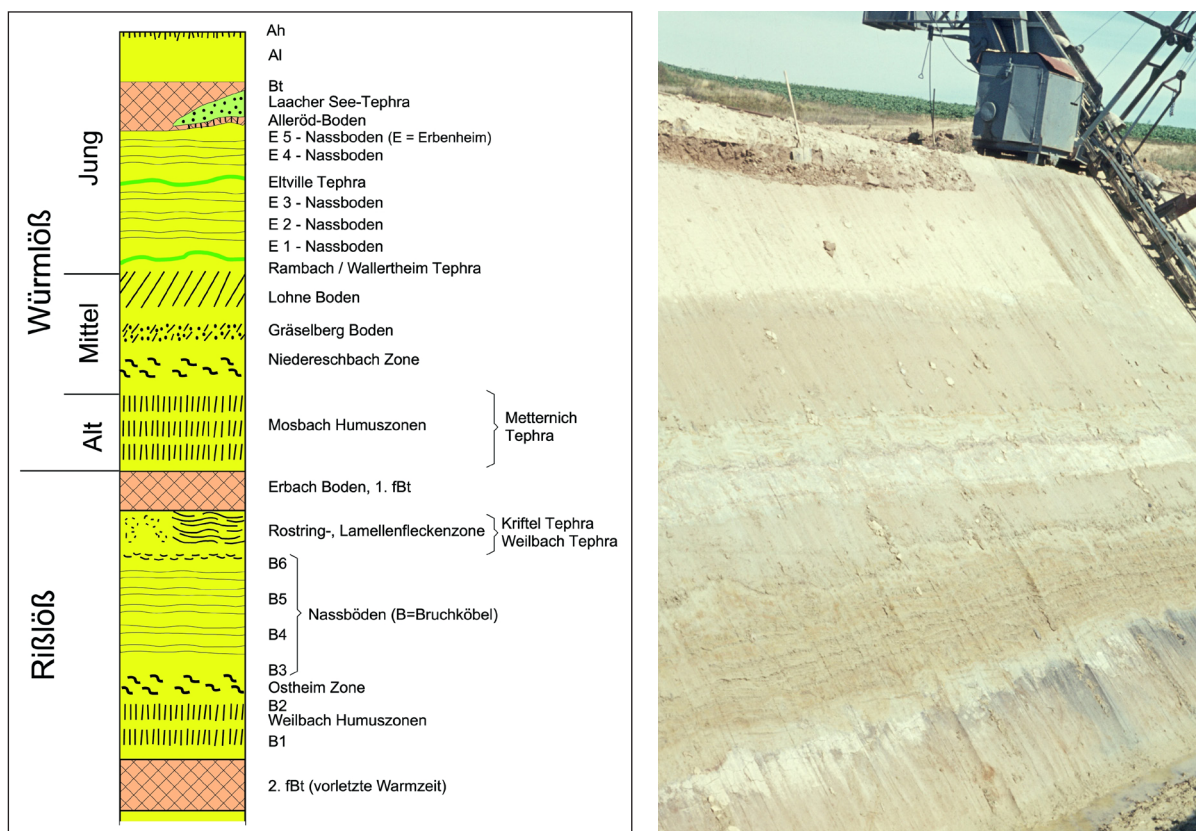 Ah
Al
Bt
Laacher See-Tephra
Alleröd-Boden
E 5 - Nassboden (E = Erbenheim)
E 4 - Nassboden
Eltville Tephra
E 3 - Nassboden
E 2 - Nassboden
E 1 - Nassboden
Rambach / Wallertheim Tephra
Lohne Boden
Gräselberg Boden
Niedereschbach Zone
Mosbach Humuszonen
Metternich
Tephra
Erbach Boden, 1. fBt
Rostring-, Lamellenfleckenzone
Kriftel Tephra
Weilbach Tephra
B6
B5
Nassböden (B=Bruchköbel)
B4
B3
Ostheim Zone
B2
Weilbach Humuszonen
B1
2. fBt (vorletzte Warmzeit)
Würmlöß
Jung
Mittel
Alt
Rißlöß